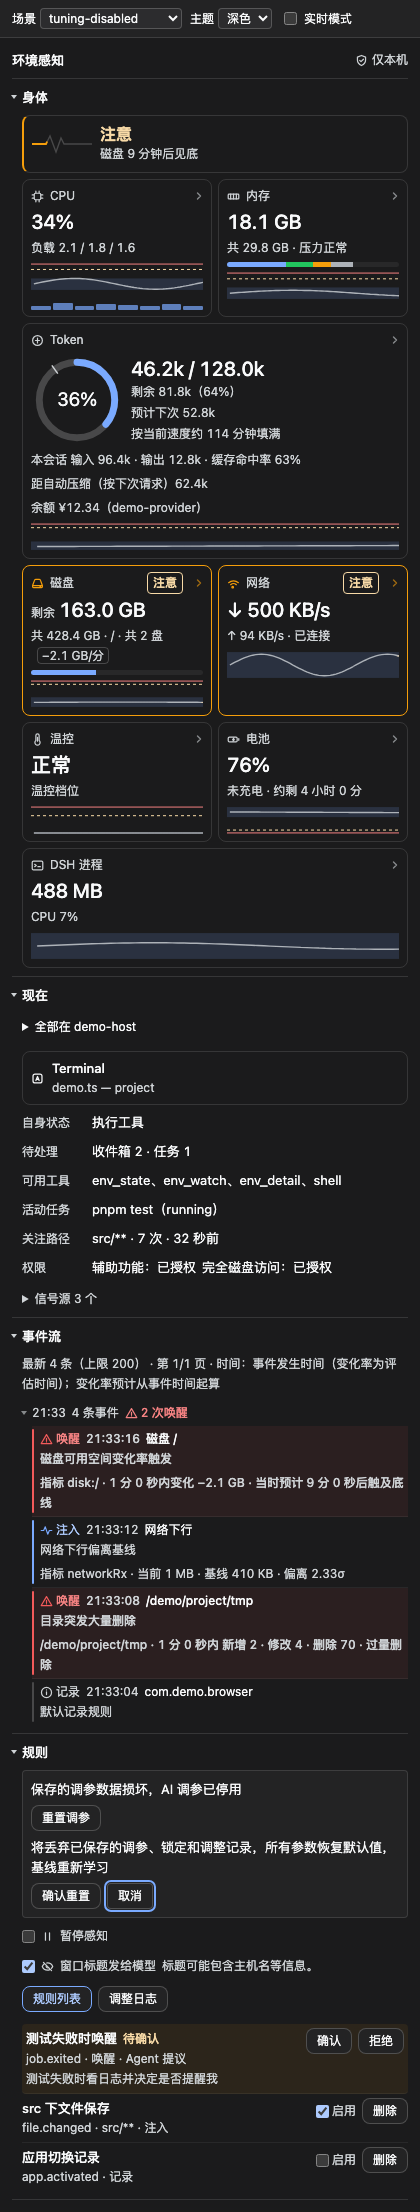 场景 tuning-disabled 主题 深色 实时模式
环境感知 仅本机
身体
注意
磁盘 9 分钟后见底
CPU
34%
负载 2.1 / 1.8 / 1.6
内存
18.1 GB
共 29.8 GB · 压力正常
Token
36%
46.2k / 128.0k
剩余 81.8k（64%）
预计下次 52.8k
按当前速度约 114 分钟填满
本会话 输入 96.4k · 输出 12.8k · 缓存命中率 63%
距自动压缩（按下次请求）62.4k
余额 ¥12.34（demo-provider）
磁盘 注意
剩余 163.0 GB
共 428.4 GB · / · 共 2 盘
−2.1 GB/分
网络 注意
↓ 500 KB/s
↑ 94 KB/s · 已连接
温控
正常
温控档位
电池
76%
未充电 · 约剩 4 小时 0 分
DSH 进程
488 MB
CPU 7%
现在
全部在 demo-host
Terminal
demo.ts — project
自身状态 执行工具
待处理 收件箱 2 · 任务 1
可用工具 env_state、env_watch、env_detail、shell
活动任务 pnpm test（running）
关注路径 src/** · 7 次 · 32 秒前
权限 辅助功能：已授权 完全磁盘访问：已授权
信号源 3 个
事件流
最新 4 条（上限 200） · 第 1/1 页 · 时间：事件发生时间（变化率为评
估时间）；变化率预计从事件时间起算
21:33 4 条事件 2 次唤醒
唤醒 21:33:16 磁盘 /
磁盘可用空间变化率触发
指标 disk:/ · 1 分 0 秒内变化 −2.1 GB · 当时预计 9 分 0 秒后触及底
线
注入 21:33:12 网络下行
网络下行偏离基线
指标 networkRx · 当前 1 MB · 基线 410 KB · 偏离 2.33σ
唤醒 21:33:08 /demo/project/tmp
目录突发大量删除
/demo/project/tmp · 1 分 0 秒内 新增 2 · 修改 4 · 删除 70 · 过量删
除
记录 21:33:04 com.demo.browser
默认记录规则
规则
保存的调参数据损坏，AI 调参已停用
重置调参
将丢弃已保存的调参、锁定和调整记录，所有参数恢复默认值，
基线重新学习
确认重置 取消
暂停感知
窗口标题发给模型 标题可能包含主机名等信息。
规则列表 调整日志
测试失败时唤醒 待确认 确认 拒绝
job.exited · 唤醒 · Agent 提议
测试失败时看日志并决定是否提醒我
src 下文件保存 启用 删除
file.changed · src/** · 注入
应用切换记录 启用 删除
app.activated · 记录